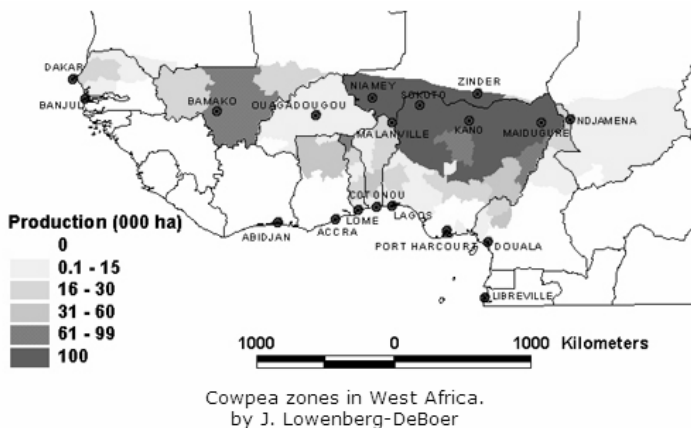 DAKAR
BANJUL
BAMAKO
OUAGADOUGOU
NIAMEY
SOKOTO
ZINDER
MALANVILLE
KANO
MAIDUGURE
NDJAMENA
COTONOU
LOME
LAGOS
ACCRA
ABIDJAN
PORT HARCOURT
DOUALA
LIBREVILLE
Production (000 ha)
0
0.1 - 15
16 - 30
31 - 60
61 - 99
100
1000 0 1000 Kilometers
Cowpea zones in West Africa.
by J. Lowenberg-DeBoer